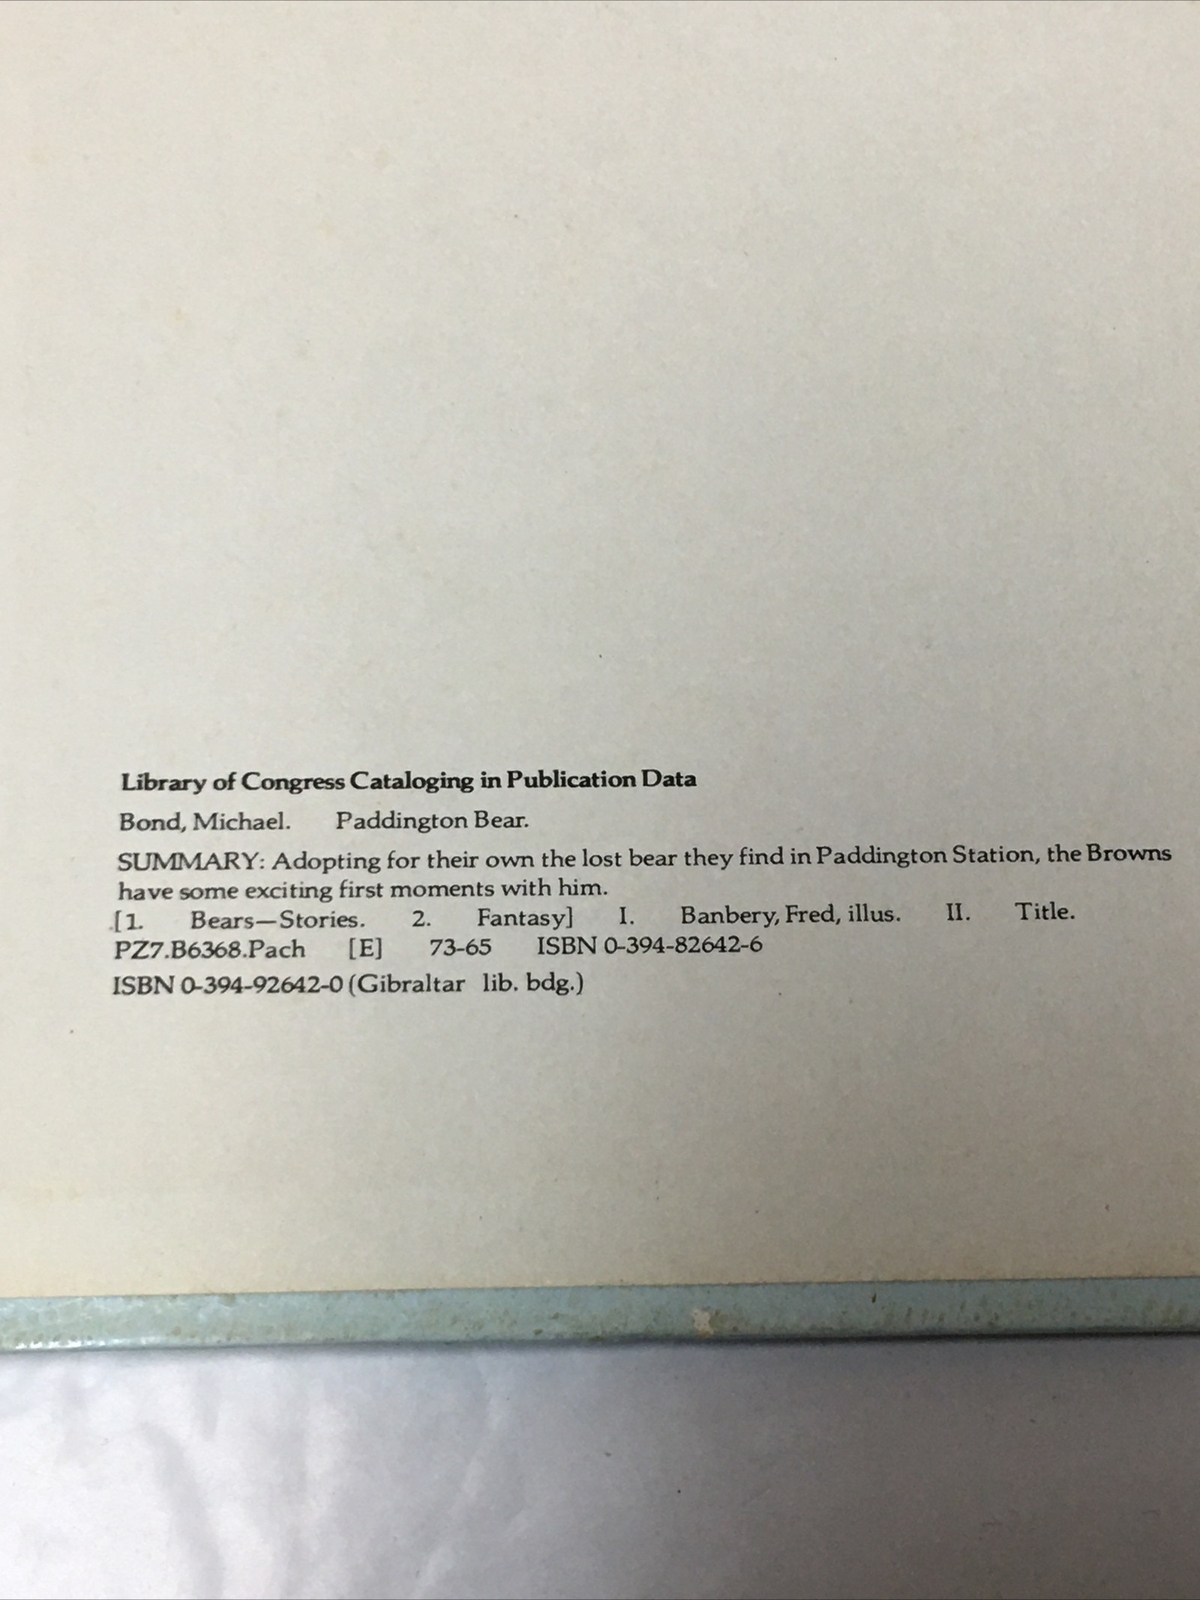 Library of Congress Cataloging in Publication Data
Bond, Michael. Paddington Bear.
SUMMARY: Adopting for their own the lost bear they find in Paddington Station, the Browns
have some exciting first moments with him.
[1. Bears—Stories. 2. Fantasy] I. Banbery, Fred, illus. II. Title.
PZ7.B6368.Pach [E] 73-65 ISBN 0-394-82642-6
ISBN 0-394-92642-0 (Gibraltar lib. bdg.)